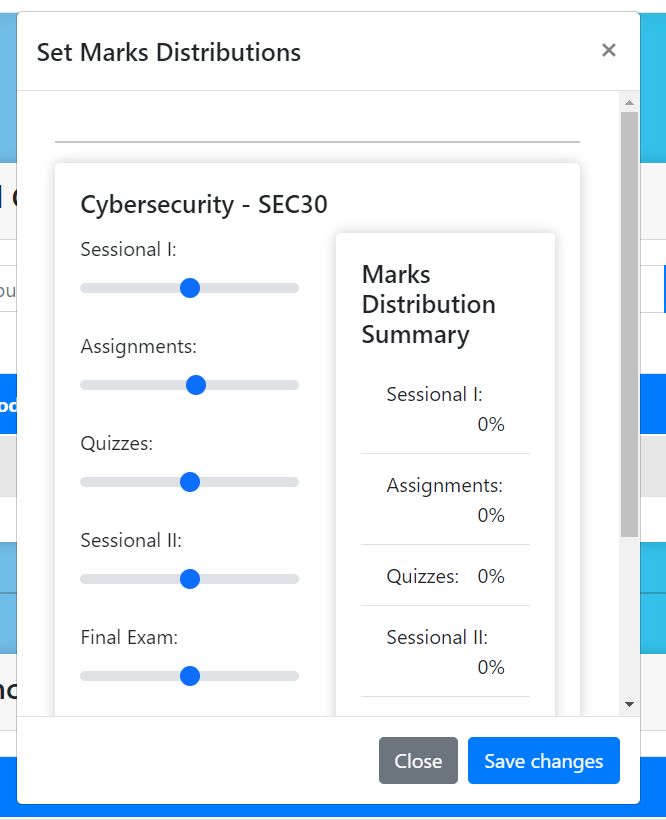 Set Marks Distributions
×
Cybersecurity - SEC30
Sessional I:
Assignments:
Quizzes:
Sessional II:
Final Exam:
Marks
Distribution
Summary
Sessional I:
0%
Assignments:
0%
Quizzes: 0%
Sessional II:
0%
Close
Save changes